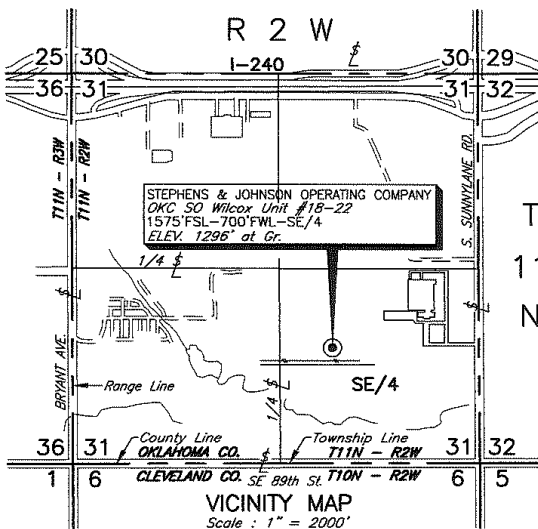 R 2 W
25 30 30 29
I-240
36 31 31 32
T11N - R3W
T11N - R2W
S. SUNNYLANE RD.
STEPHENS & JOHNSON OPERATING COMPANY
OKC SO Wilcox Unit #18-22
1575'FSL-700'FWL-SE/4
ELEV. 1296' at Gr.
T
11
N
1/4
BRYANT AVE.
Range Line
1/4
SE/4
36 31 County Line Township Line 31 32
OKLAHOMA CO. T11N - R2W
1 6 CLEVELAND CO. SE 89th St. T10N - R2W 6 5
VICINITY MAP
Scale : 1" = 2000'